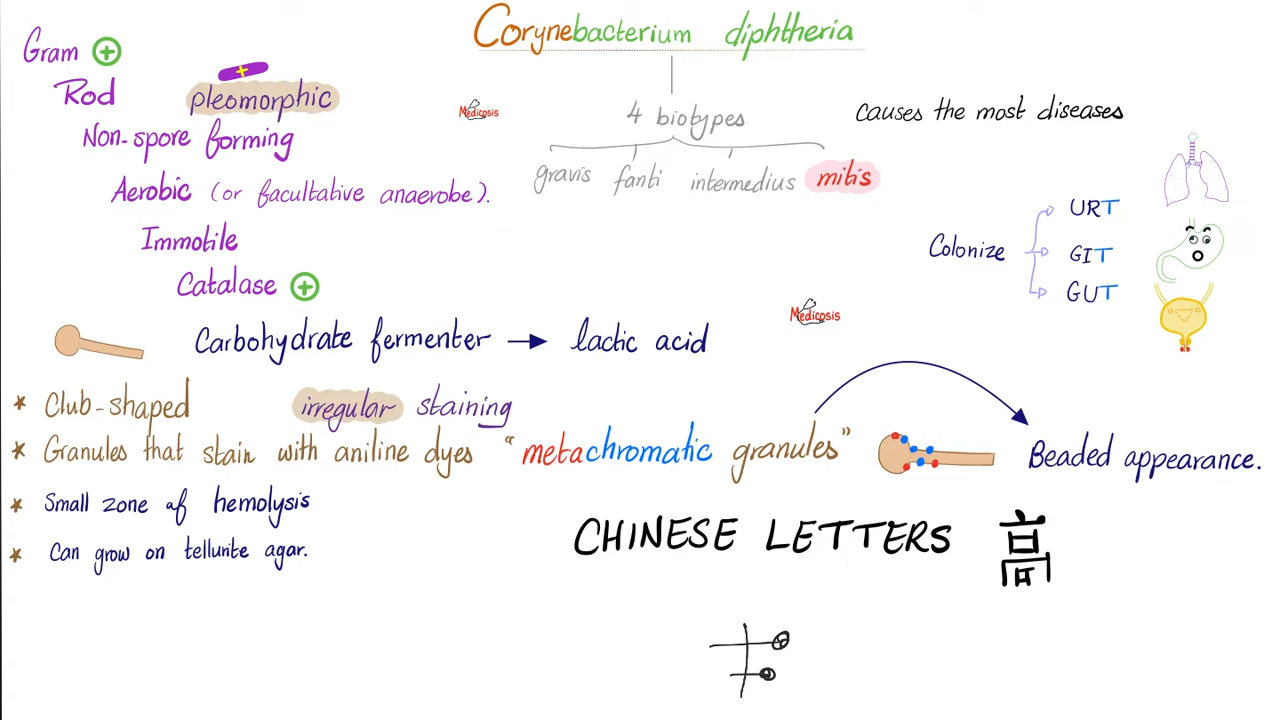 Corynebacterium diphtheria
Gram +
Rod pleomorphic
+
Medicosis
4 biotypes
causes the most diseases
Non-spore forming
gravis fanti intermedius mitis
Aerobic (or facultative anaerobe).
URT
Immotile
Colonize
GIT
Catalase +
GUT
Medicosis
Carbohydrate fermenter → lactic acid
* Club-shaped irregular staining
* Granules that stain with aniline dyes "metachromatic granules" Beaded appearance.
* Small zone of hemolysis
CHINESE LETTERS 高
* Can grow on tellurite agar.